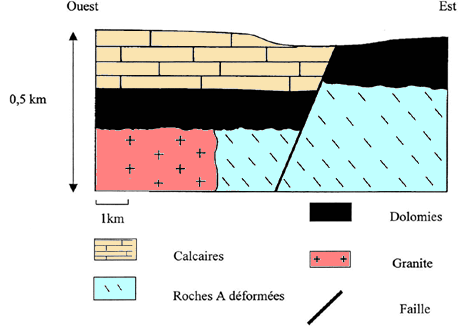 Ouest
Est
0,5 km
1km
Dolomies
Calcaires
Granite
Roches A déformées
Faille